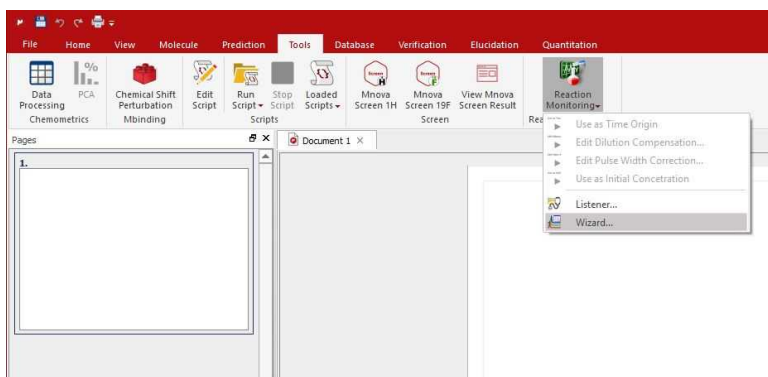 File Home View Molecule Prediction Tools Database Verification Elucidation Quantitation
Data Processing
PCA
%
Chemical Shift Perturbation
Edit Script
Run Script
Stop Script
Loaded Scripts
Mnova Screen 1H
Mnova Screen 19F
View Mnova Screen Result
Reaction Monitoring
Chemometrics Mbinding Scripts Screen Rea
Use as Time Origin
Edit Dilution Compensation...
Edit Pulse Width Correction...
Use as Initial Concetration
Listener...
Wizard...
Pages
Document 1
1.